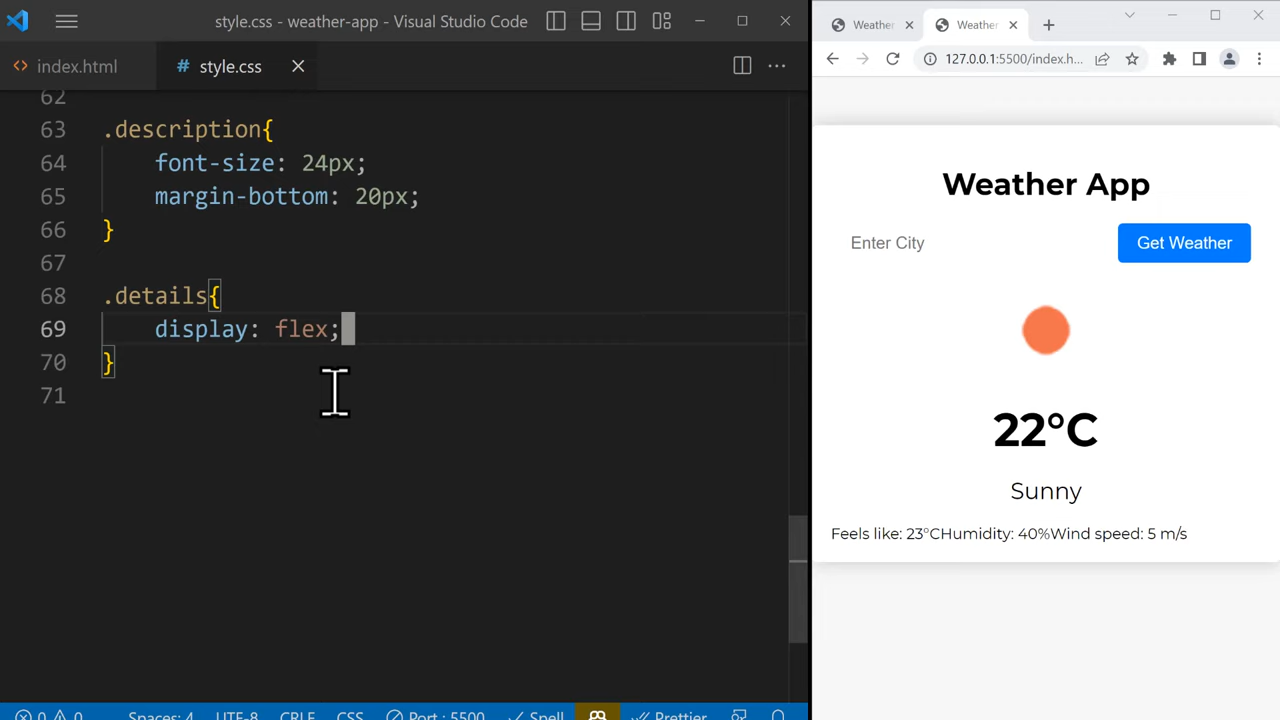 style.css - weather-app - Visual Studio Code
index.html
# style.css
62
63 .description{
64 font-size: 24px;
65 margin-bottom: 20px;
66 }
67
68 .details{
69 display: flex;
70 }
71
0 0 Spaces: 4 UTF-8 CRLF CSS Port : 5500 Spell Prettier
Weather
Weather
127.0.0.1:5500/index.h...
Weather App
Enter City
Get Weather
22°C
Sunny
Feels like: 23°CHumidity: 40%Wind speed: 5 m/s